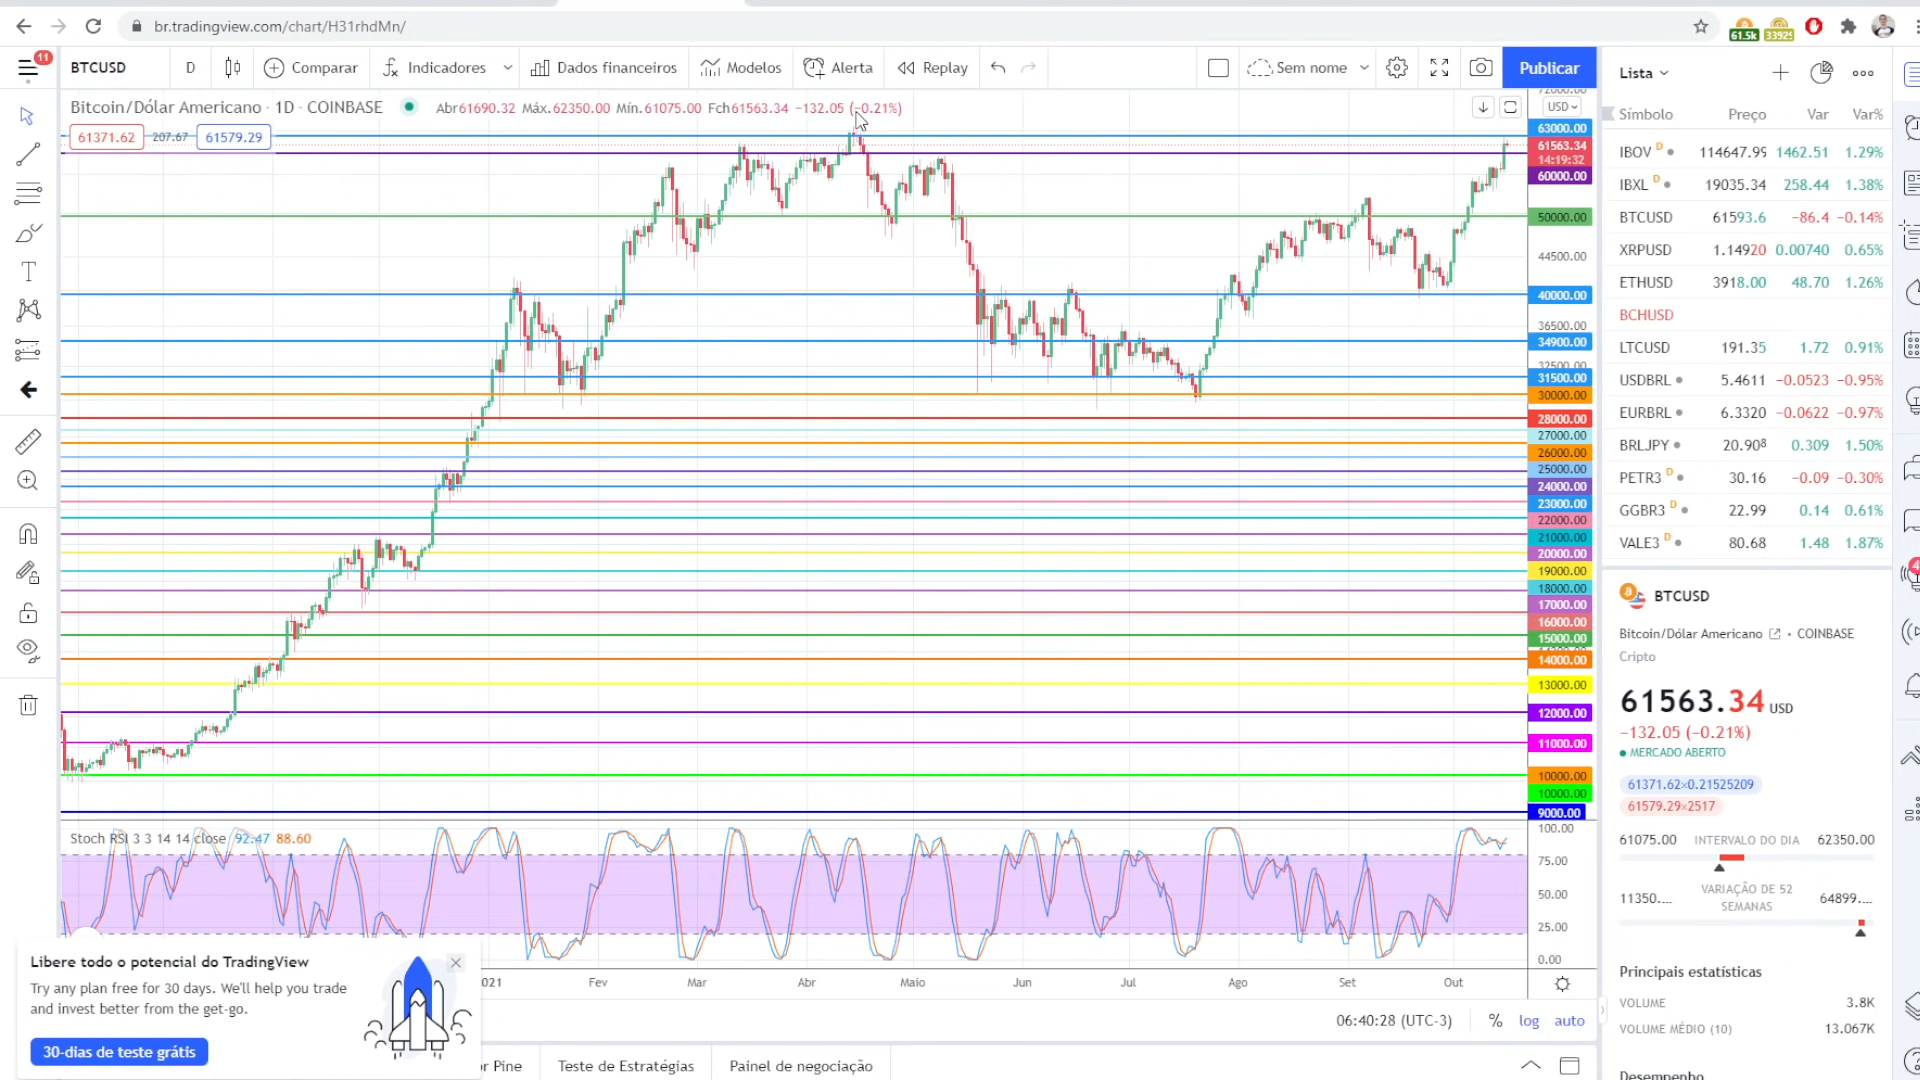 br.tradingview.com/chart/H31rhdMn/
61.5k
33925
11
BTCUSD
D
Comparar
Indicadores
Dados financeiros
Modelos
Alerta
Replay
Sem nome
Publicar
Lista
Bitcoin/Dólar Americano · 1D · COINBASE
Abr61690.32 Máx.62350.00 Mín.61075.00 Fch61563.34 −132.05 (−0.21%)
61371.62
207.67
61579.29
USD
72000.00
63000.00
61563.34
14:19:32
60000.00
50000.00
44500.00
40000.00
36500.00
34900.00
32500.00
31500.00
30000.00
28000.00
27000.00
26000.00
25000.00
24000.00
23000.00
22000.00
21000.00
20000.00
19000.00
18000.00
17000.00
16000.00
15000.00
14000.00
13000.00
12000.00
11000.00
10000.00
10000.00
9000.00
Stoch RSI 3 3 14 14 close 92.47 88.60
100.00
75.00
50.00
25.00
0.00
021 Fev Mar Abr Maio Jun Jul Ago Set Out
06:40:28 (UTC-3)
%
log
auto
Libere todo o potencial do TradingView
Try any plan free for 30 days. We'll help you trade
and invest better from the get-go.
30-dias de teste grátis
or Pine
Teste de Estratégias
Painel de negociação
Símbolo Preço Var Var%
IBOV D 114647.99 1462.51 1.29%
IBXL D 19035.34 258.44 1.38%
BTCUSD 61593.6 −86.4 −0.14%
XRPUSD 1.14920 0.00740 0.65%
ETHUSD 3918.00 48.70 1.26%
BCHUSD
LTCUSD 191.35 1.72 0.91%
USDBRL 5.4611 −0.0523 −0.95%
EURBRL 6.3320 −0.0622 −0.97%
BRLJPY 20.908 0.309 1.50%
PETR3 D 30.16 −0.09 −0.30%
GGBR3 D 22.99 0.14 0.61%
VALE3 D 80.68 1.48 1.87%
4
BTCUSD
Bitcoin/Dólar Americano • COINBASE
Cripto
61563.34 USD
−132.05 (−0.21%)
MERCADO ABERTO
61371.62×0.21525209
61579.29×2517
61075.00 INTERVALO DO DIA 62350.00
11350.... VARIAÇÃO DE 52 SEMANAS 64899....
Principais estatísticas
VOLUME 3.8K
VOLUME MÉDIO (10) 13.067K
Desempenho